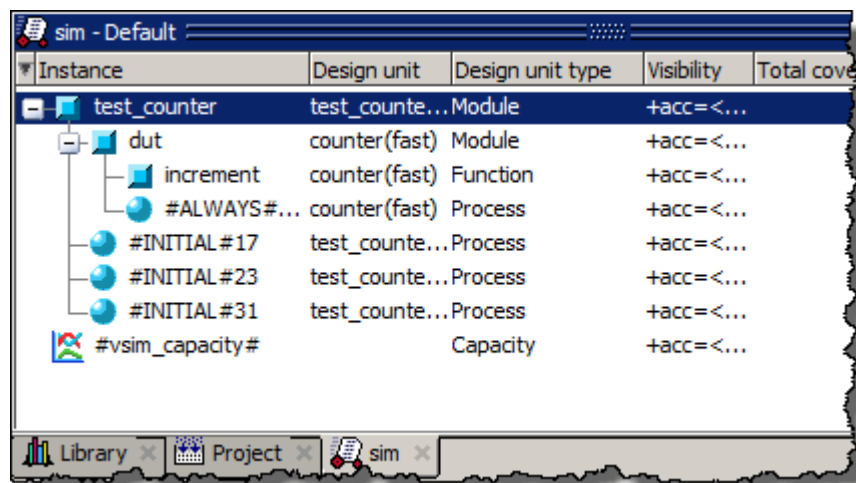 sim - Default
Instance Design unit Design unit type Visibility Total cove
test_counter test_counte... Module +acc=<...
dut counter(fast) Module +acc=<...
increment counter(fast) Function +acc=<...
#ALWAYS#... counter(fast) Process +acc=<...
#INITIAL#17 test_counte... Process +acc=<...
#INITIAL#23 test_counte... Process +acc=<...
#INITIAL#31 test_counte... Process +acc=<...
#vsim_capacity# Capacity +acc=<...
Library Project sim